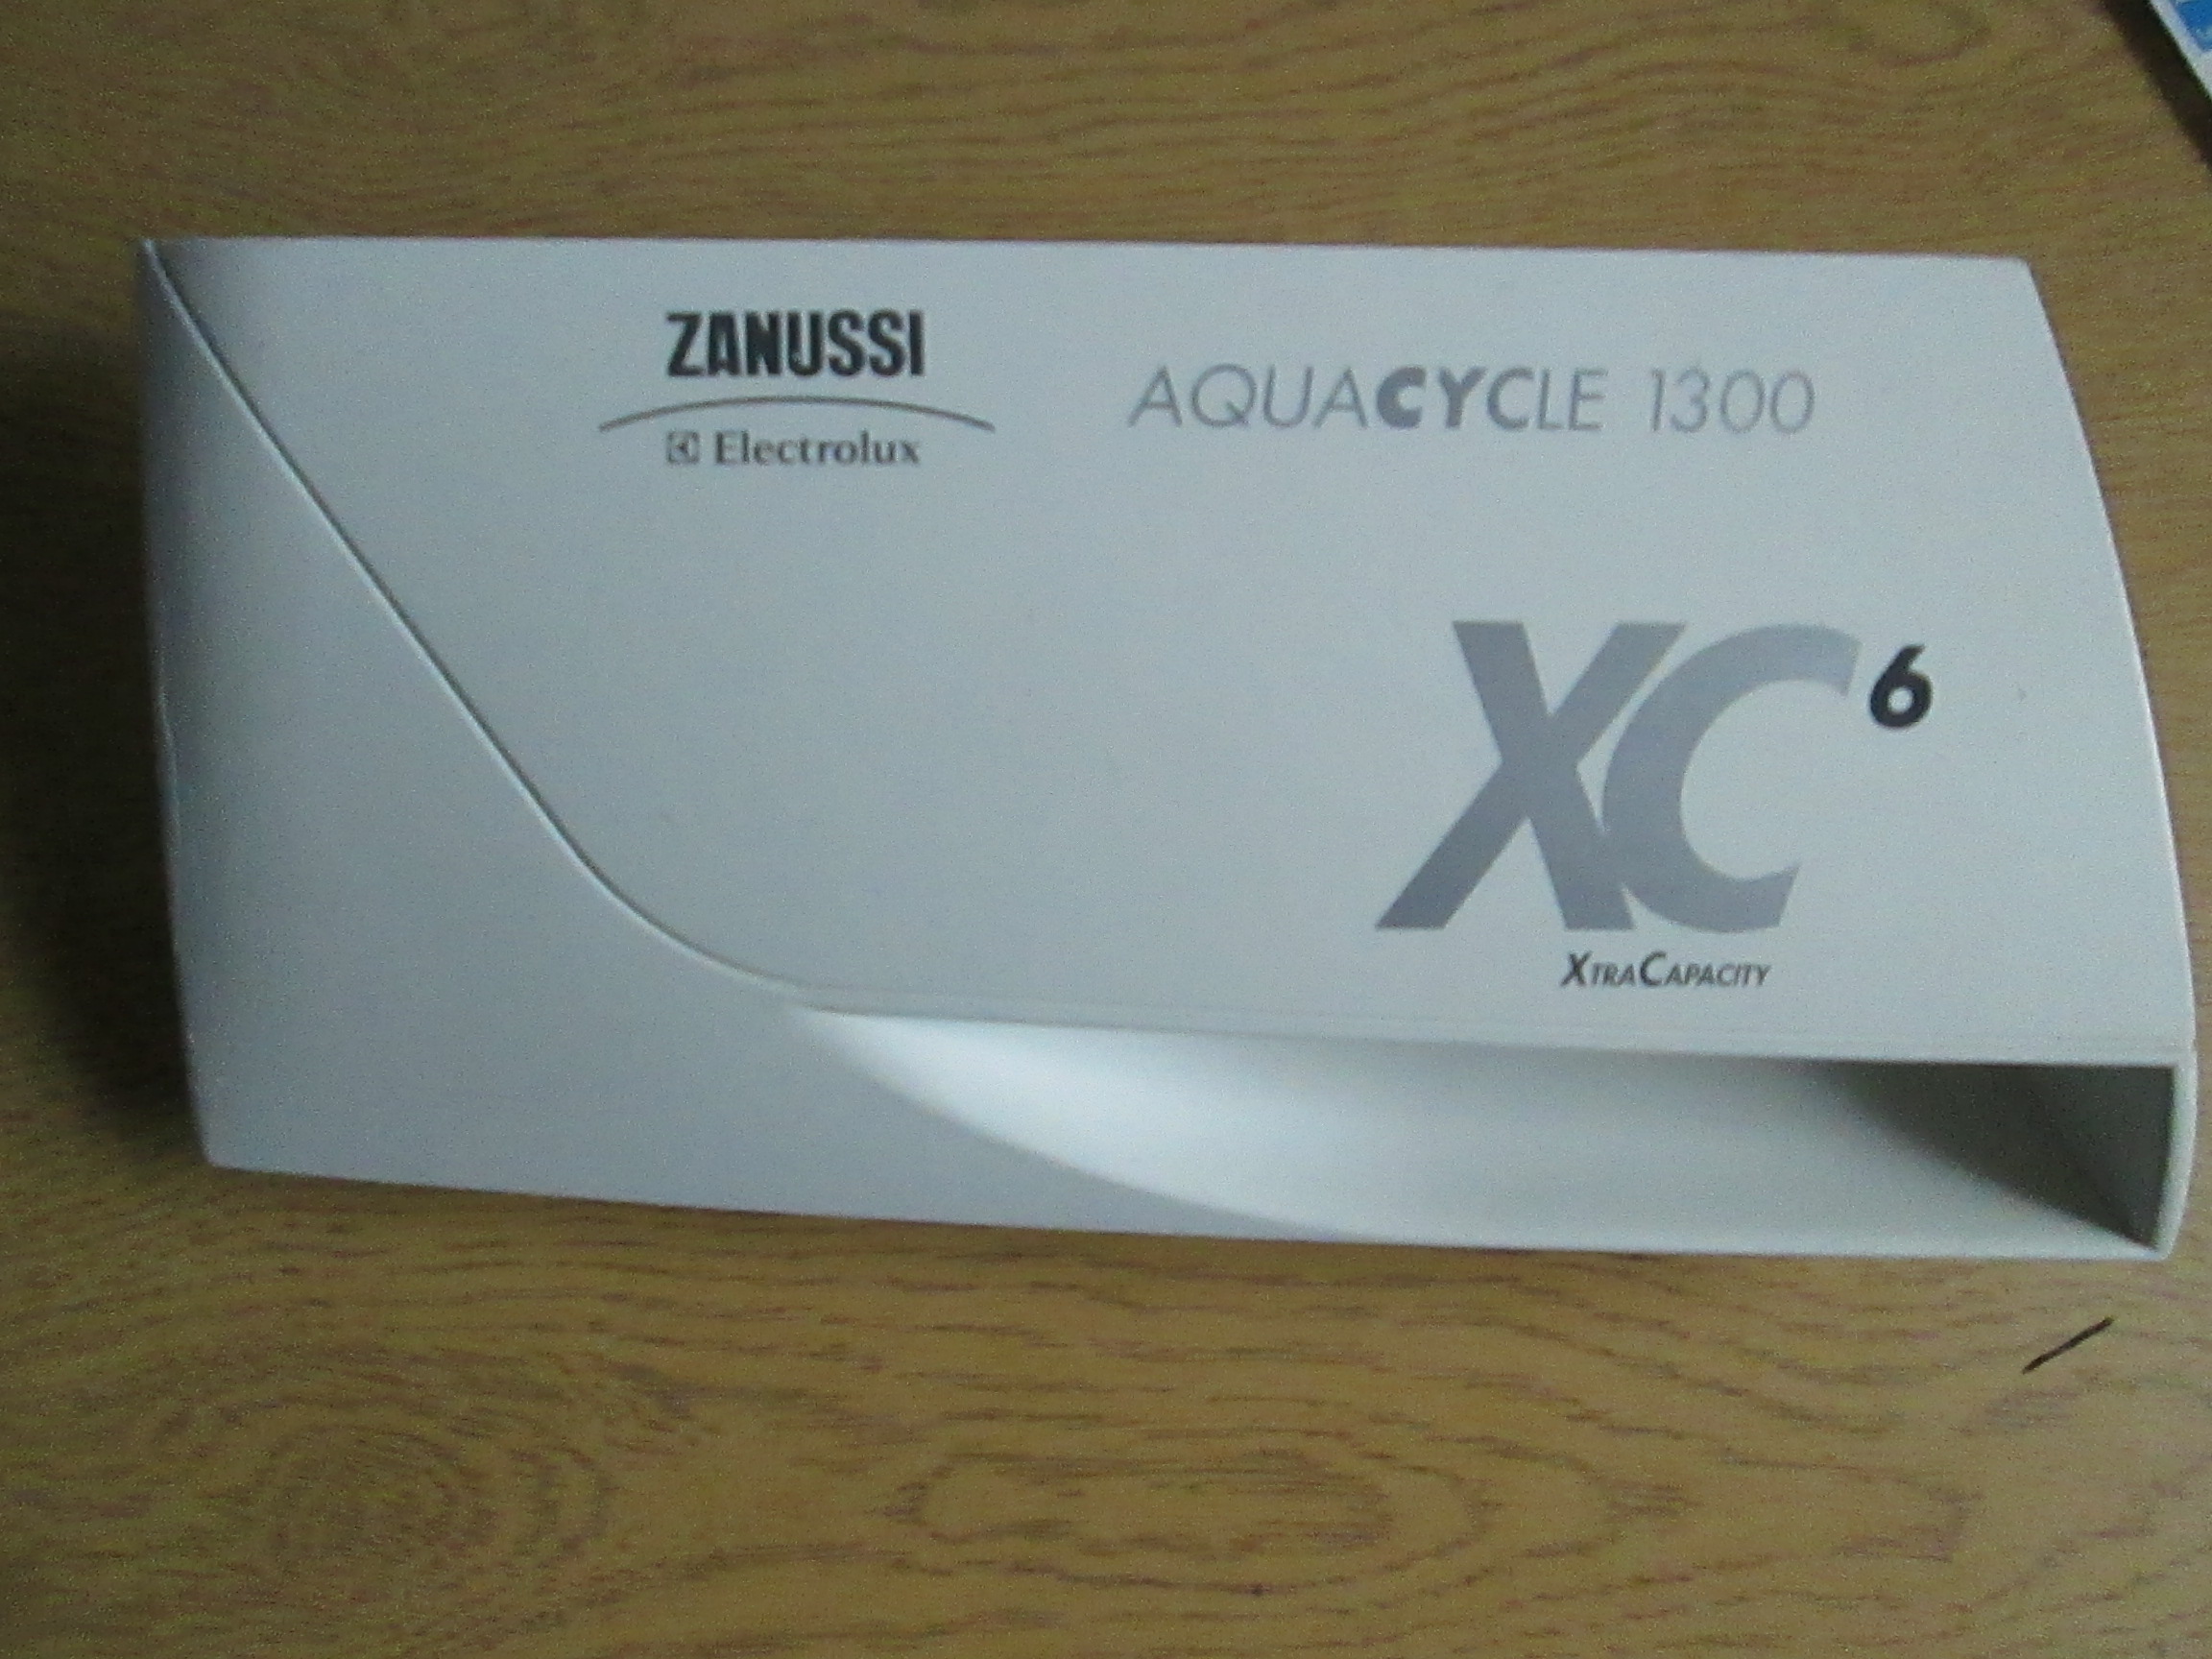 ZANUSSI
Electrolux
AQUACYCLE 1300
XC6
XTRACAPACITY